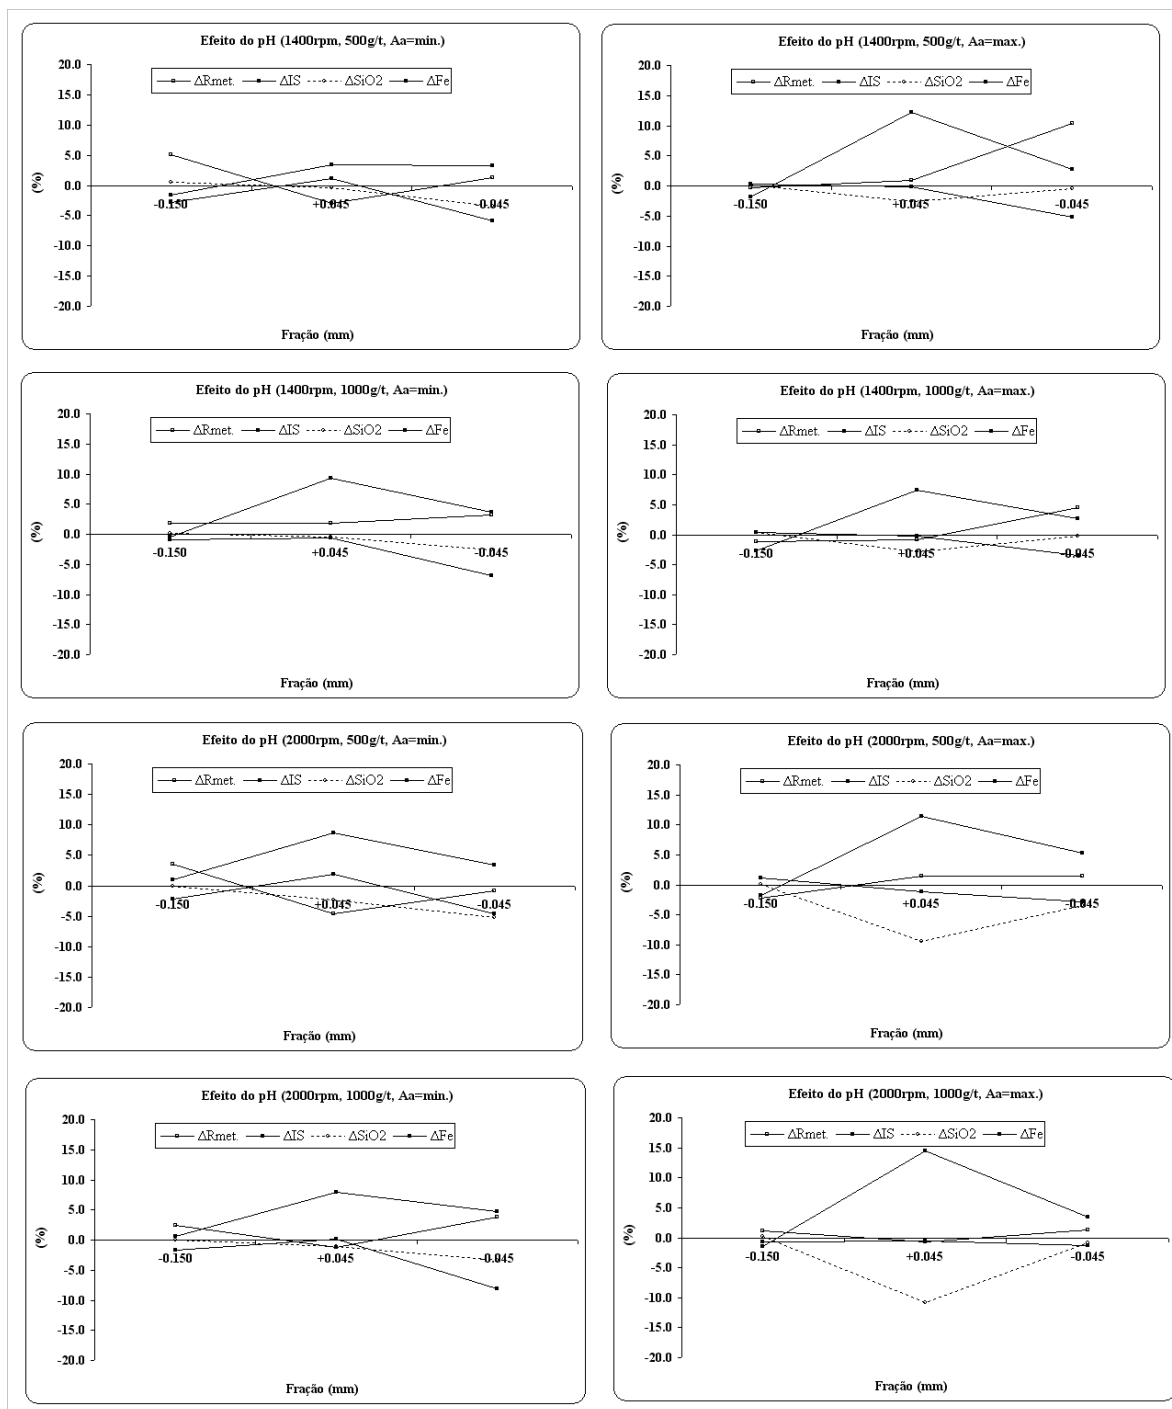 Efeito do pH (1400rpm, 500g/t, Aa=min.)
20.0
15.0
10.0
5.0
0.0
-5.0
-10.0
-15.0
-20.0
(%)
ΔRmet. ΔIS ΔSiO2 ΔFe
-0.150 +0.045 -0.045
Fração (mm)
Efeito do pH (1400rpm, 500g/t, Aa=max.)
20.0
15.0
10.0
5.0
0.0
-5.0
-10.0
-15.0
-20.0
(%)
ΔRmet. ΔIS ΔSiO2 ΔFe
-0.150 +0.045 -0.045
Fração (mm)
Efeito do pH (1400rpm, 1000g/t, Aa=min.)
20.0
15.0
10.0
5.0
0.0
-5.0
-10.0
-15.0
-20.0
(%)
ΔRmet. ΔIS ΔSiO2 ΔFe
-0.150 +0.045 -0.045
Fração (mm)
Efeito do pH (1400rpm, 1000g/t, Aa=max.)
20.0
15.0
10.0
5.0
0.0
-5.0
-10.0
-15.0
-20.0
(%)
ΔRmet. ΔIS ΔSiO2 ΔFe
-0.150 +0.045 -0.045
Fração (mm)
Efeito do pH (2000rpm, 500g/t, Aa=min.)
20.0
15.0
10.0
5.0
0.0
-5.0
-10.0
-15.0
-20.0
(%)
ΔRmet. ΔIS ΔSiO2 ΔFe
-0.150 +0.045 -0.045
Fração (mm)
Efeito do pH (2000rpm, 500g/t, Aa=max.)
20.0
15.0
10.0
5.0
0.0
-5.0
-10.0
-15.0
-20.0
(%)
ΔRmet. ΔIS ΔSiO2 ΔFe
-0.150 +0.045 -0.045
Fração (mm)
Efeito do pH (2000rpm, 1000g/t, Aa=min.)
20.0
15.0
10.0
5.0
0.0
-5.0
-10.0
-15.0
-20.0
(%)
ΔRmet. ΔIS ΔSiO2 ΔFe
-0.150 +0.045 -0.045
Fração (mm)
Efeito do pH (2000rpm, 1000g/t, Aa=max.)
20.0
15.0
10.0
5.0
0.0
-5.0
-10.0
-15.0
-20.0
(%)
ΔRmet. ΔIS ΔSiO2 ΔFe
-0.150 +0.045 -0.045
Fração (mm)